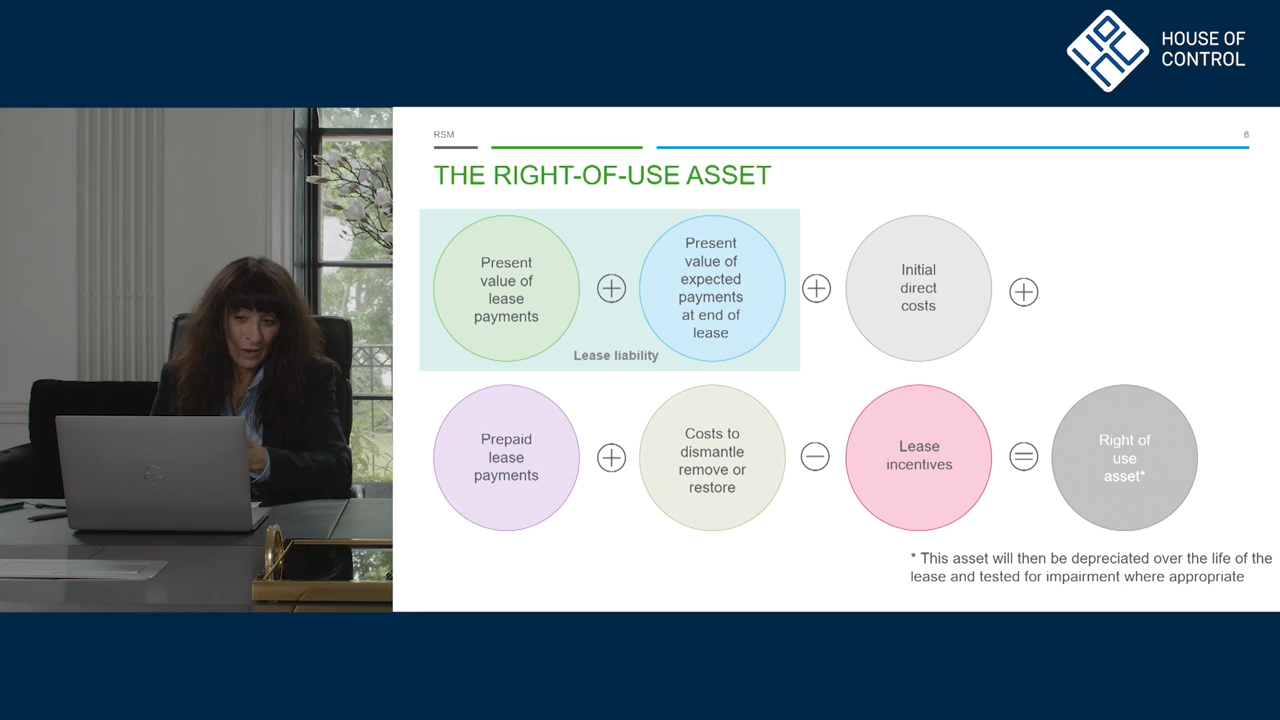 HOUSE OF
CONTROL
RSM
6
THE RIGHT-OF-USE ASSET
Present
value of
lease
payments
Present
value of
expected
payments
at end of
lease
Initial
direct
costs
Lease liability
Prepaid
lease
payments
Costs to
dismantle
remove or
restore
Lease
incentives
Right of
use
asset*
* This asset will then be depreciated over the life of the
lease and tested for impairment where appropriate